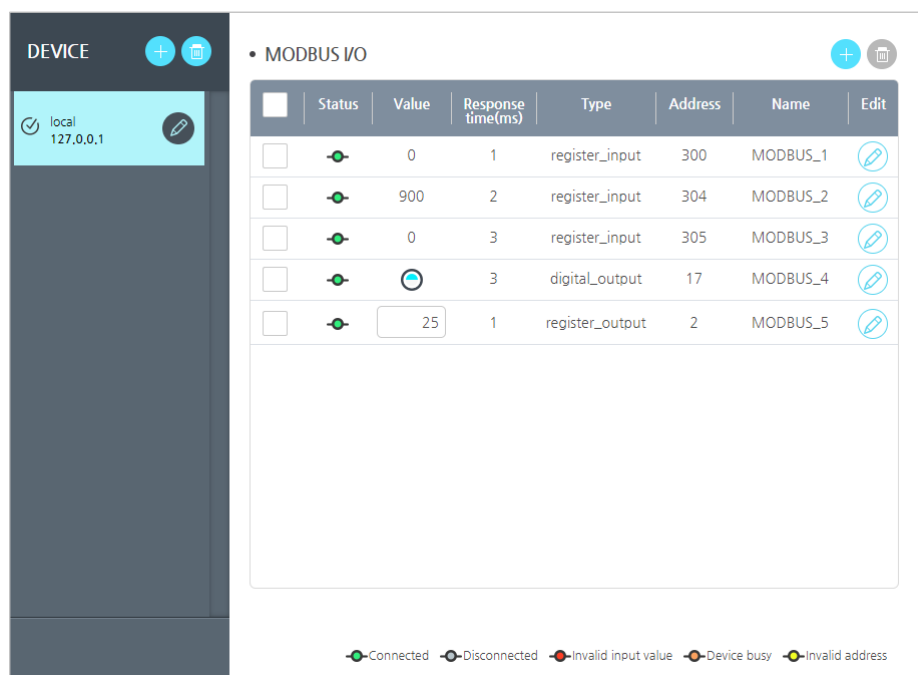 DEVICE
local
127,0,0,1
• MODBUS I/O
Status Value Response time(ms) Type Address Name Edit
0 1 register_input 300 MODBUS_1
900 2 register_input 304 MODBUS_2
0 3 register_input 305 MODBUS_3
3 digital_output 17 MODBUS_4
25 1 register_output 2 MODBUS_5
Connected Disconnected Invalid input value Device busy Invalid address